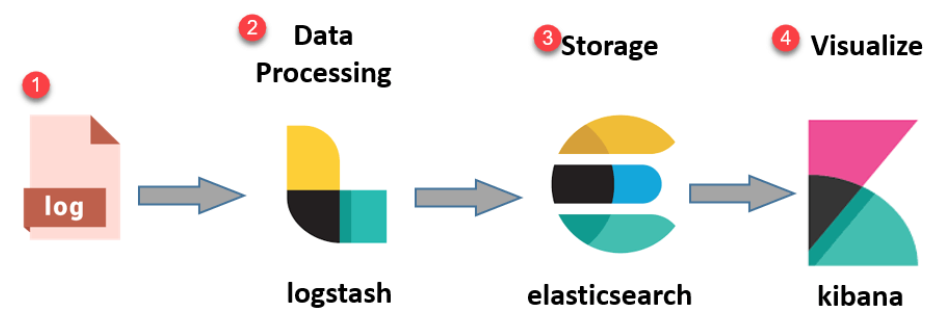 1
log
2
Data
Processing
logstash
3
Storage
elasticsearch
4
Visualize
kibana